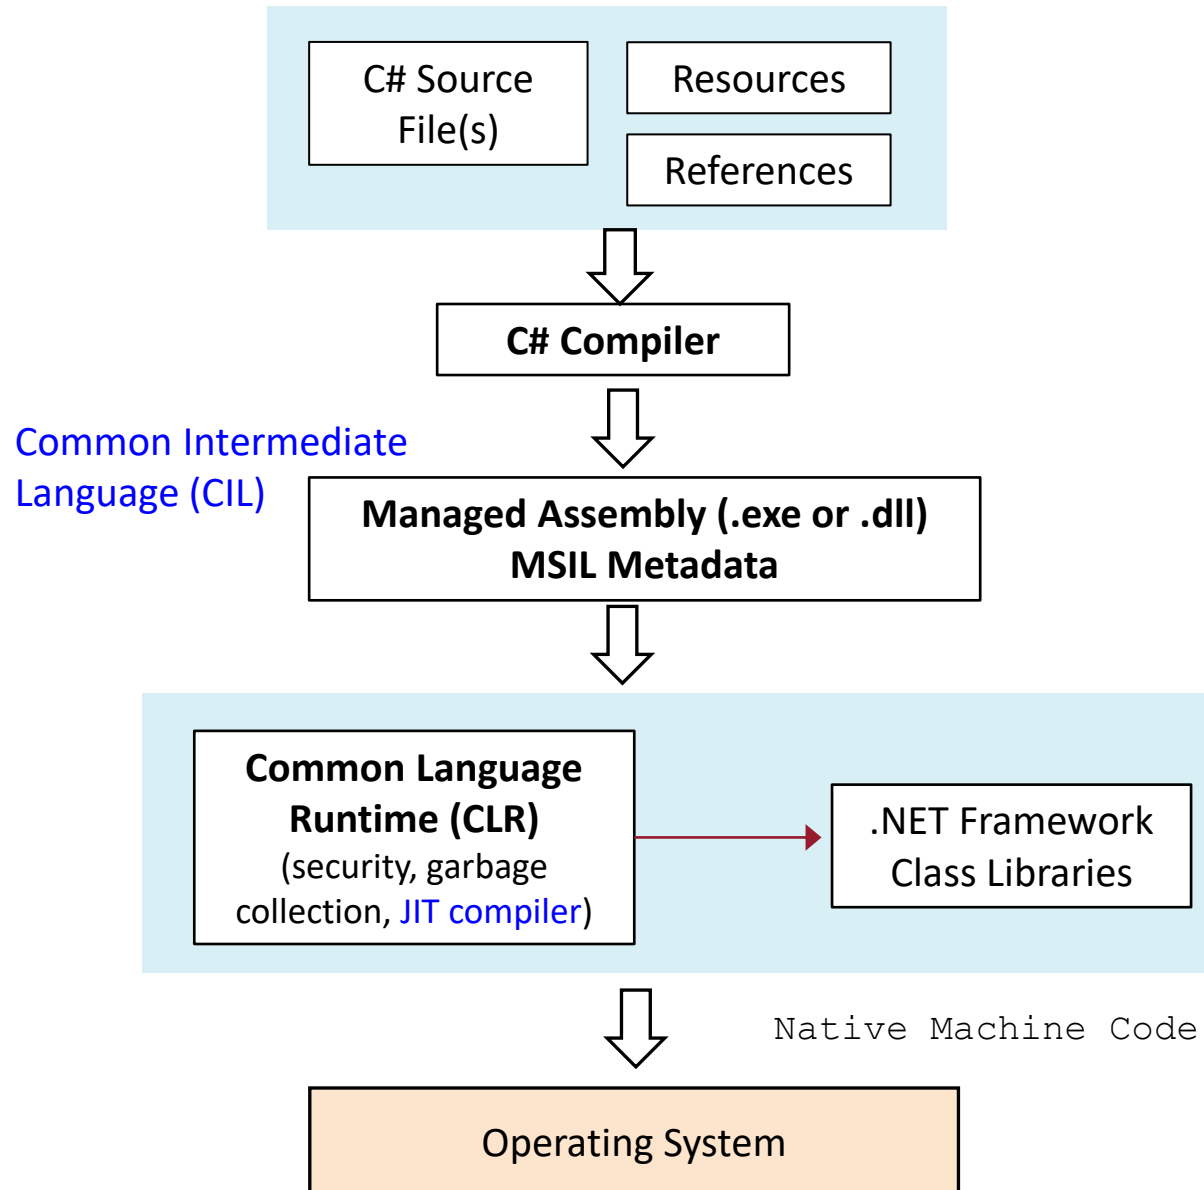 C# Source
File(s)
Resources
References
C# Compiler
Common Intermediate
Language (CIL)
Managed Assembly (.exe or .dll)
MSIL Metadata
Common Language
Runtime (CLR)
(security, garbage
collection, JIT compiler)
.NET Framework
Class Libraries
Native Machine Code
Operating System